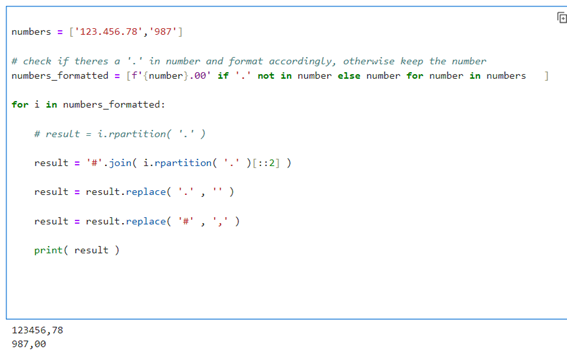 numbers = ['123.456.78','987']
# check if theres a '.' in number and format accordingly, otherwise keep the number
numbers_formatted = [f'{number}.00' if '.' not in number else number for number in numbers   ]
for i in numbers_formatted:
# result = i.rpartition( '.' )
result = '#'.join( i.rpartition( '.' )[::2] )
result = result.replace( '.' , '' )
result = result.replace( '#' , ',' )
print( result )
123456,78
987,00